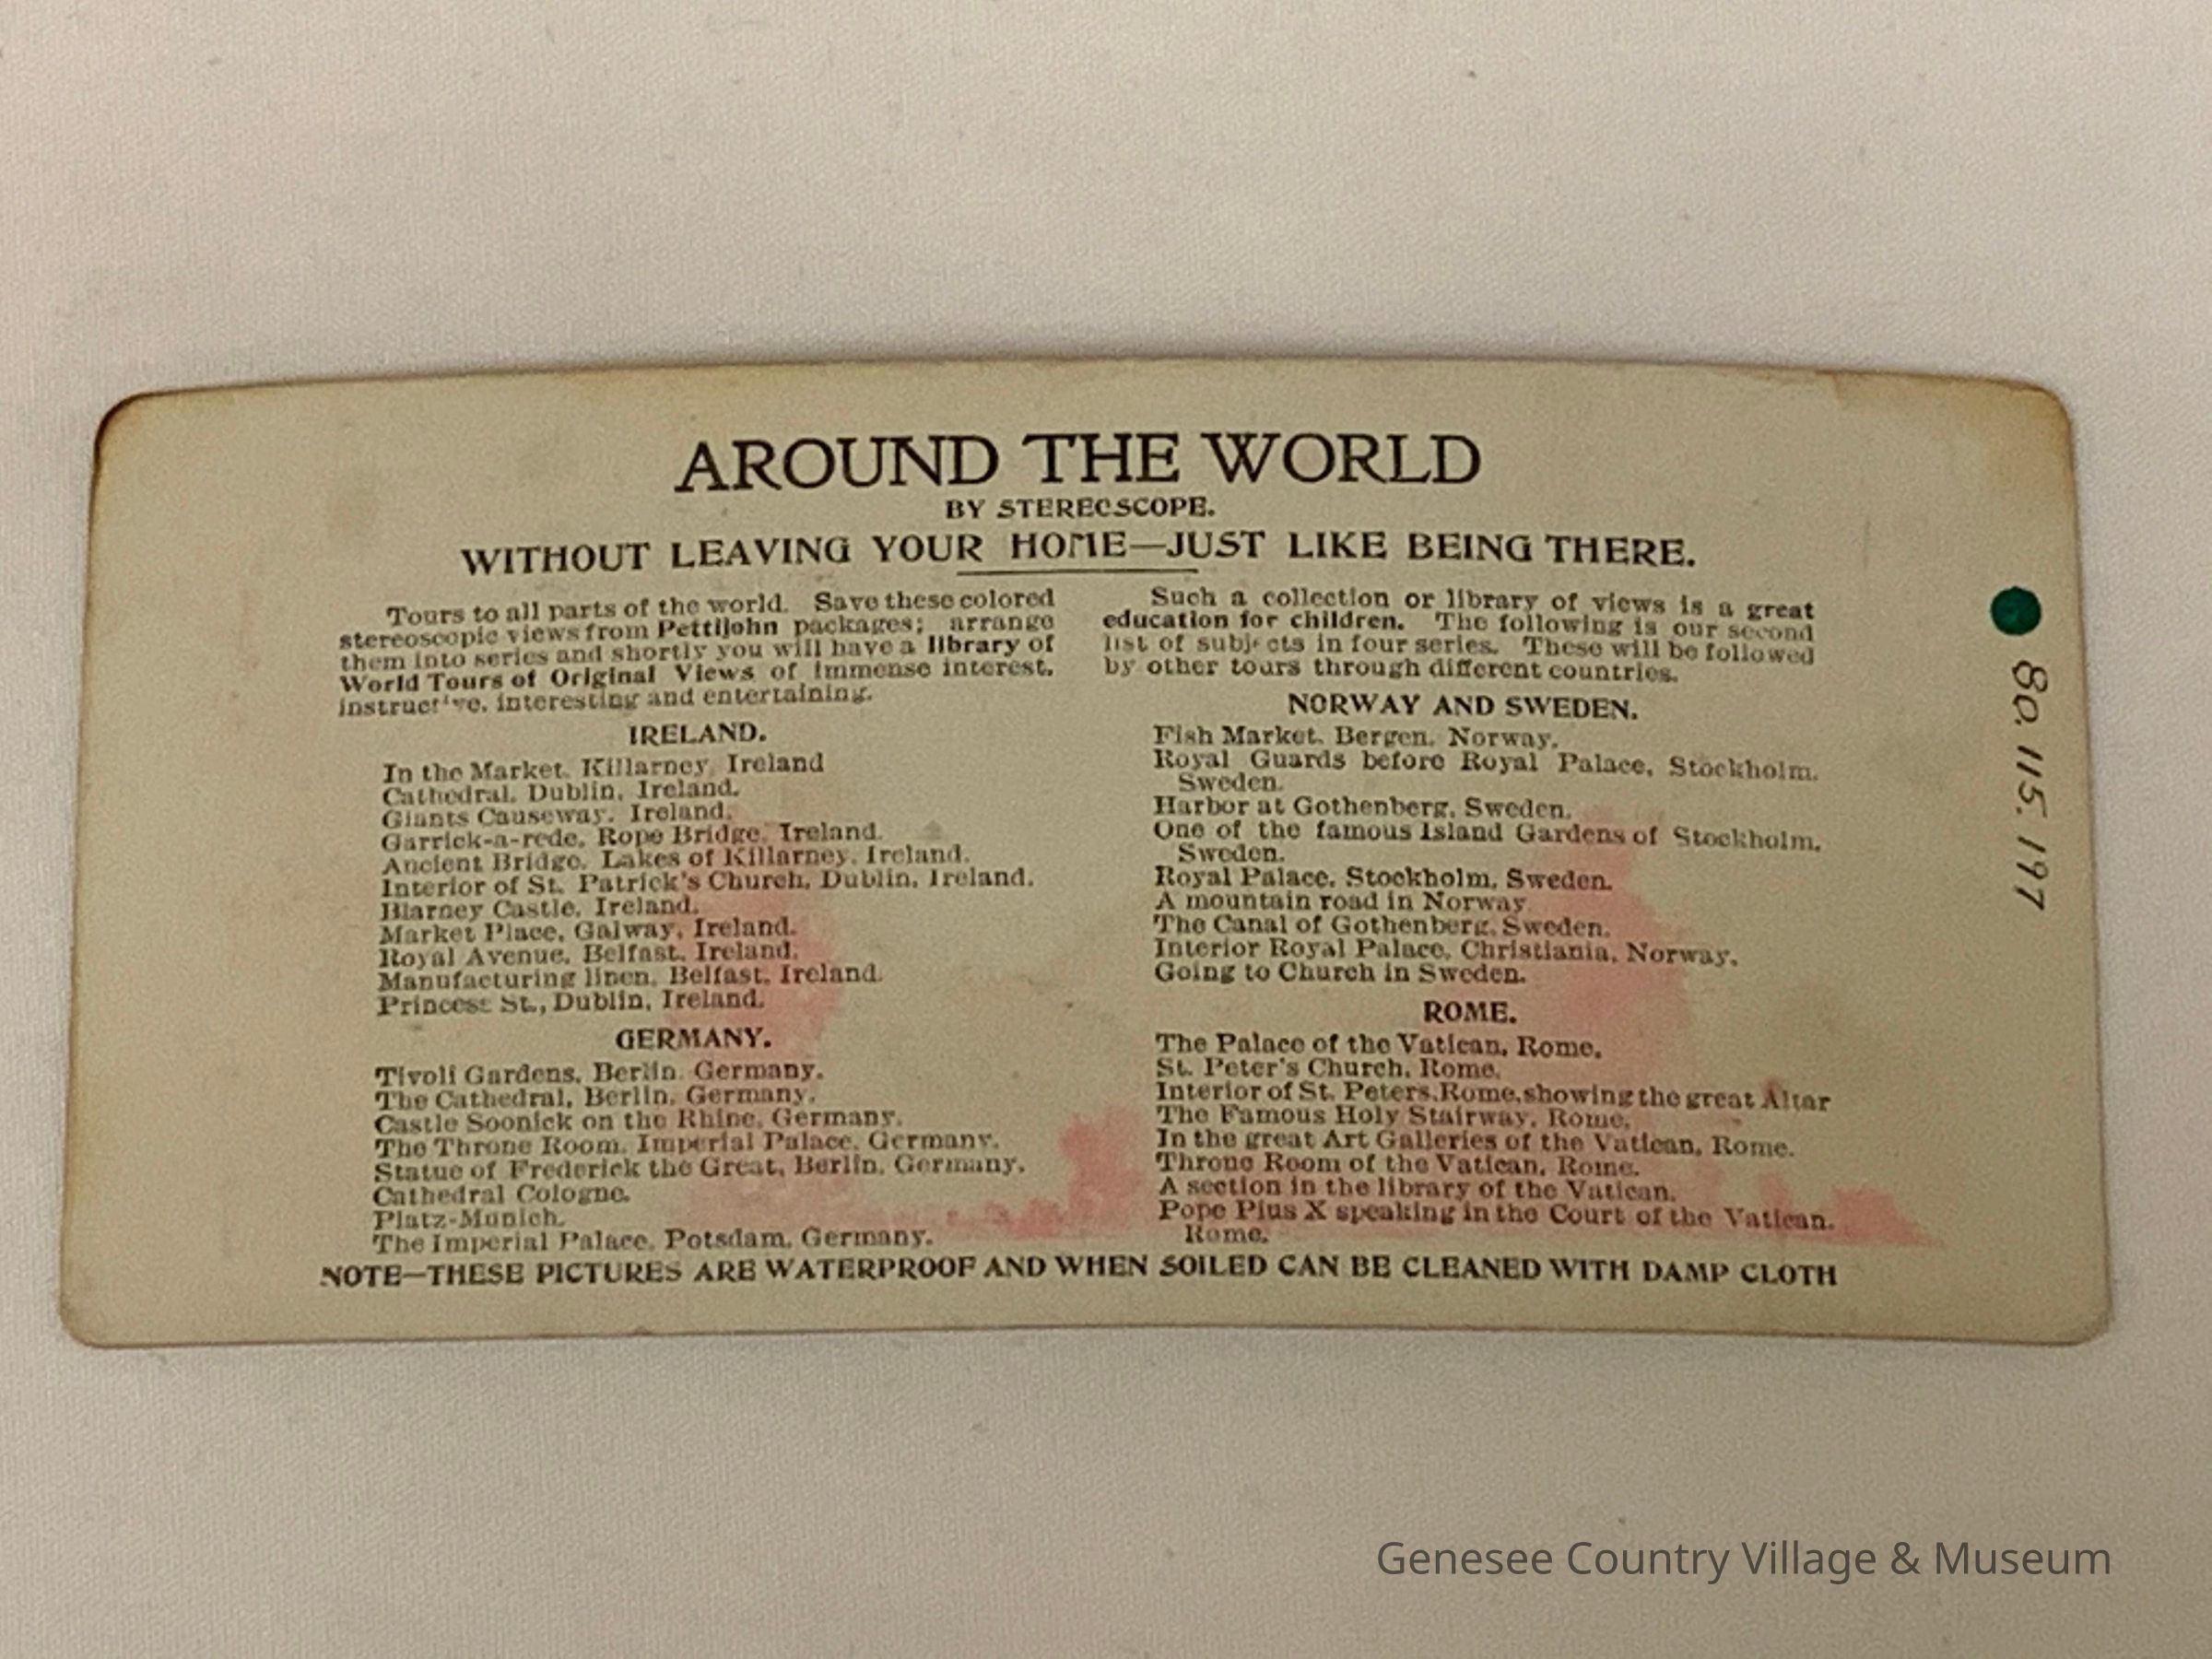 AROUND THE WORLD
BY STEREOSCOPE.
WITHOUT LEAVING YOUR HOME—JUST LIKE BEING THERE.
Tours to all parts of the world. Save these colored
stereoscopic views from Pettijohn packages; arrange
them into series and shortly you will have a library of
World Tours of Original Views of immense interest.
instructive, interesting and entertaining.
IRELAND.
In the Market, Killarney, Ireland
Cathedral, Dublin, Ireland.
Giants Causeway, Ireland.
Garrick-a-rede, Rope Bridge, Ireland.
Ancient Bridge, Lakes of Killarney, Ireland.
Interior of St. Patrick's Church, Dublin, Ireland.
Blarney Castle, Ireland.
Market Place, Galway, Ireland.
Royal Avenue, Belfast, Ireland.
Manufacturing linen, Belfast, Ireland.
Princess St., Dublin, Ireland.
GERMANY.
Tivoli Gardens, Berlin, Germany.
The Cathedral, Berlin, Germany.
Castle Soonick on the Rhine, Germany.
The Throne Room, Imperial Palace, Germany.
Statue of Frederick the Great, Berlin, Germany.
Cathedral Cologne.
Platz-Munich.
The Imperial Palace, Potsdam, Germany.
Such a collection or library of views is a great
education for children. The following is our second
list of subjects in four series. These will be followed
by other tours through different countries.
NORWAY AND SWEDEN.
Fish Market, Bergen, Norway.
Royal Guards before Royal Palace, Stockholm,
Sweden.
Harbor at Gothenberg, Sweden.
One of the famous Island Gardens of Stockholm,
Sweden.
Royal Palace, Stockholm, Sweden.
A mountain road in Norway
The Canal of Gothenberg, Sweden.
Interior Royal Palace, Christiania, Norway.
Going to Church in Sweden.
ROME.
The Palace of the Vatican, Rome.
St. Peter's Church, Rome.
Interior of St. Peters, Rome, showing the great Altar
The Famous Holy Stairway, Rome.
In the great Art Galleries of the Vatican, Rome.
Throne Room of the Vatican, Rome.
A section in the library of the Vatican.
Pope Pius X speaking in the Court of the Vatican.
Rome.
NOTE—THESE PICTURES ARE WATERPROOF AND WHEN SOILED CAN BE CLEANED WITH DAMP CLOTH
80.115.197
Genesee Country Village & Museum